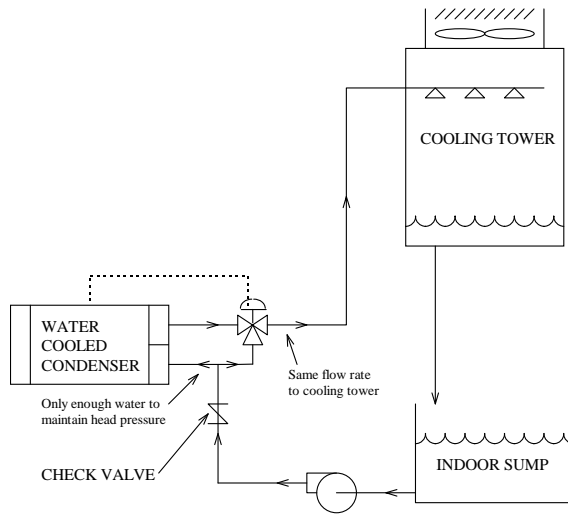 COOLING TOWER
WATER
COOLED
CONDENSER
Same flow rate
to cooling tower
Only enough water to
maintain head pressure
CHECK VALVE
INDOOR SUMP